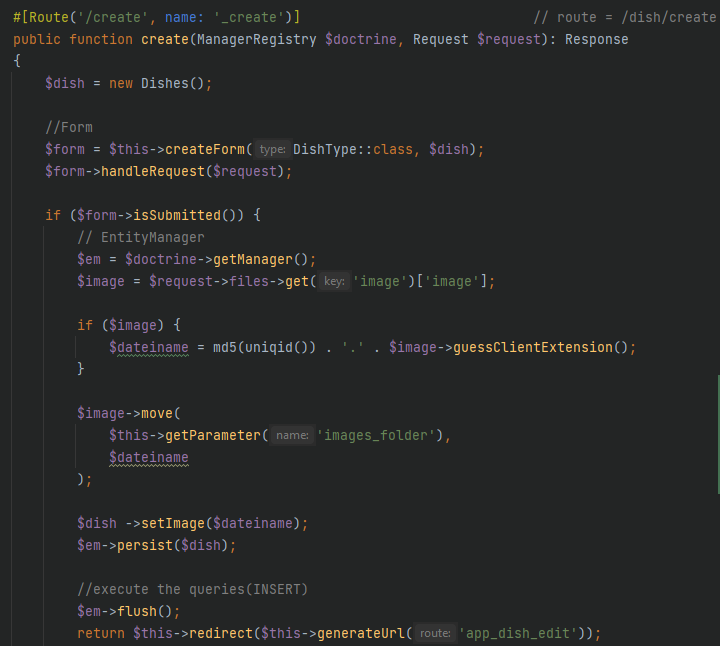 #[Route('/create', name: '_create')] // route = /dish/create
public function create(ManagerRegistry $doctrine, Request $request): Response
{
$dish = new Dishes();
//Form
$form = $this->createForm( type: DishType::class, $dish);
$form->handleRequest($request);
if ($form->isSubmitted()) {
// EntityManager
$em = $doctrine->getManager();
$image = $request->files->get( key: 'image')['image'];
if ($image) {
$dateiname = md5(uniqid()) . '.' . $image->guessClientExtension();
}
$image->move(
$this->getParameter( name: 'images_folder'),
$dateiname
);
$dish ->setImage($dateiname);
$em->persist($dish);
//execute the queries(INSERT)
$em->flush();
return $this->redirect($this->generateUrl( route: 'app_dish_edit'));